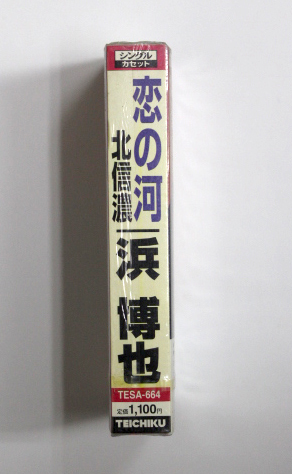 シングル
カセット
恋の河
北信濃
浜博也
TESA-664
定価1,100円
TEICHIKU